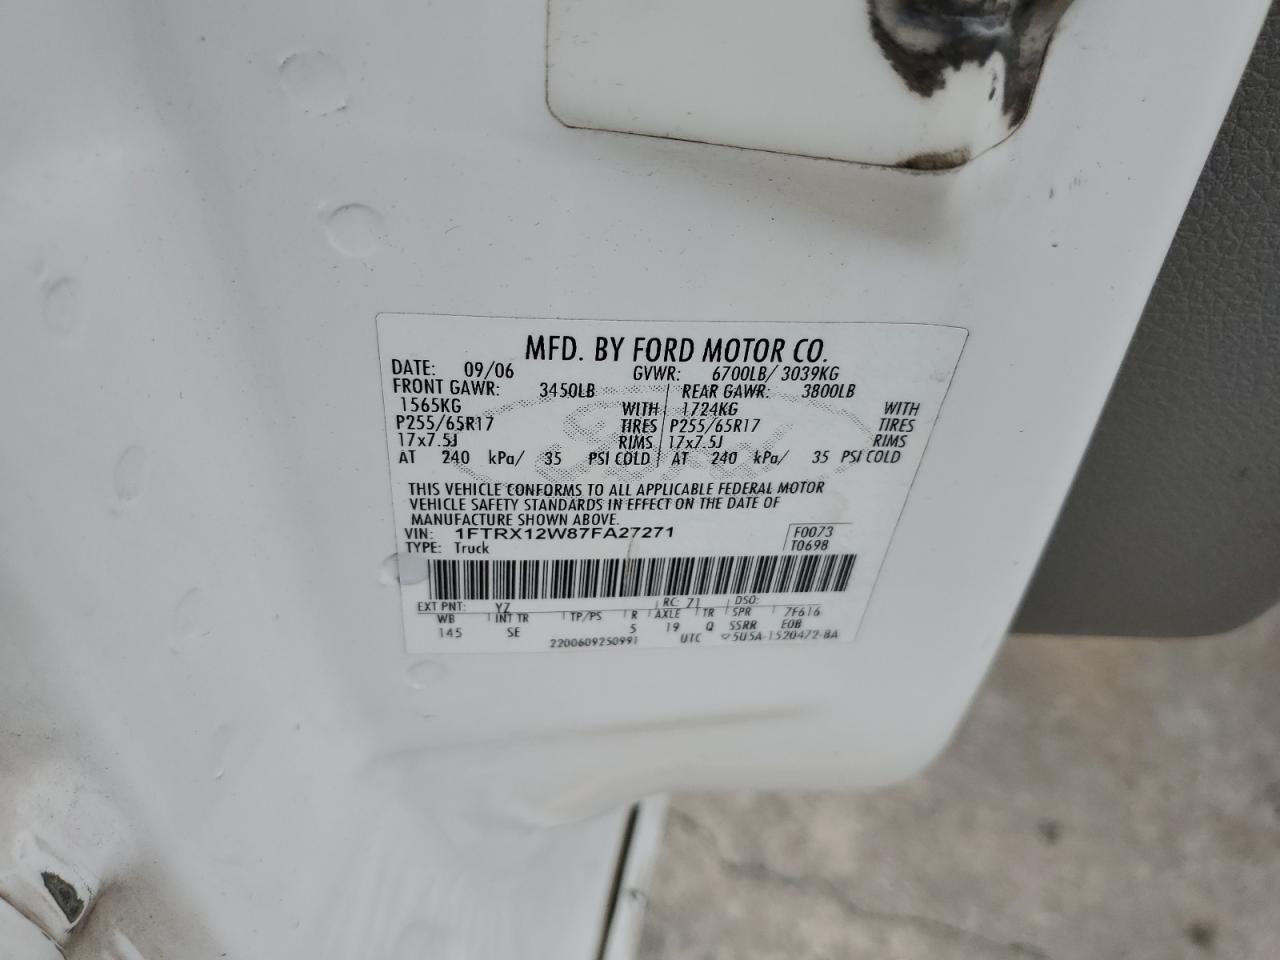 MFD. BY FORD MOTOR CO.
DATE: 09/06 GVWR: 6700LB/ 3039KG
FRONT GAWR: 3450LB REAR GAWR: 3800LB
1565KG WITH 1724KG WITH
P255/65R17 TIRES P255/65R17 TIRES
17x7.5J RIMS 17x7.5J RIMS
AT 240 kPa/ 35 PSI COLD AT 240 kPa/ 35 PSI COLD
THIS VEHICLE CONFORMS TO ALL APPLICABLE FEDERAL MOTOR
VEHICLE SAFETY STANDARDS IN EFFECT ON THE DATE OF
MANUFACTURE SHOWN ABOVE.
VIN: 1FTRX12W87FA27271 F0073
TYPE: Truck T0698
EXT PNT: YZ RC: 71 DSO:
WB INT TR TP/PS R AXLE TR SPR 7F616
145 SE 5 19 Q SSRR E0B
2200609250991 UTC 5U5A-1520472-BA